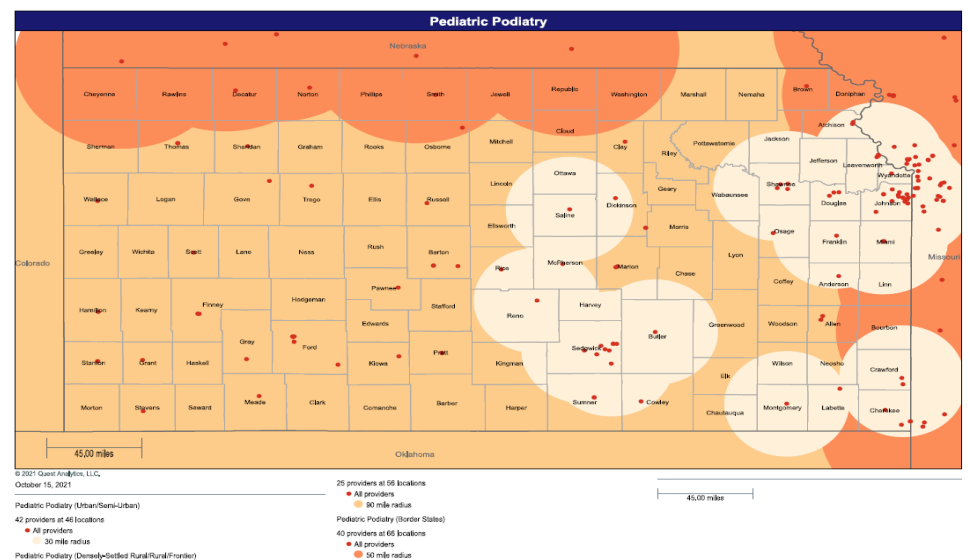 Pediatric Podiatry
Nebraska
Cheyenne Rawlins Decatur Norton Phillips Smith Jewell Republic Washington Marshall Nemaha Brown Doniphan
Sherman Thomas Sheridan Graham Rooks Osborne Mitchell Cloud Clay Riley Pottawatomie Jackson Atchison
Jefferson Leavenworth Wyandotte
Wallace Logan Gove Trego Ellis Russell Lincoln Ottawa Saline Dickinson Geary Wabaunsee Shawnee Douglas Johnson
Ellsworth Morris Osage Franklin Miami
Greeley Wichita Scott Lane Ness Rush Barton Rice McPherson Marion Chase Lyon Coffey Anderson Linn
Colorado Missouri
Hamilton Kearny Finney Hodgeman Pawnee Stafford Reno Harvey
Gray Ford Edwards Sedgwick Butler Greenwood Woodson Allen Bourbon
Stanton Grant Haskell Kiowa Pratt Kingman Elk Wilson Neosho Crawford
Morton Stevens Seward Meade Clark Comanche Barber Harper Sumner Cowley Chautauqua Montgomery Labette Cherokee
45.00 miles
Oklahoma
© 2021 Quest Analytics, LLC.
October 15, 2021
Pediatric Podiatry (Urban/Semi-Urban)
42 providers at 46 locations
All providers
30 mile radius
Pediatric Podiatry (Densely-Settled Rural/Rural/Frontier)
25 providers at 56 locations
All providers
90 mile radius
Pediatric Podiatry (Border States)
40 providers at 66 locations
All providers
50 mile radius
45.00 miles